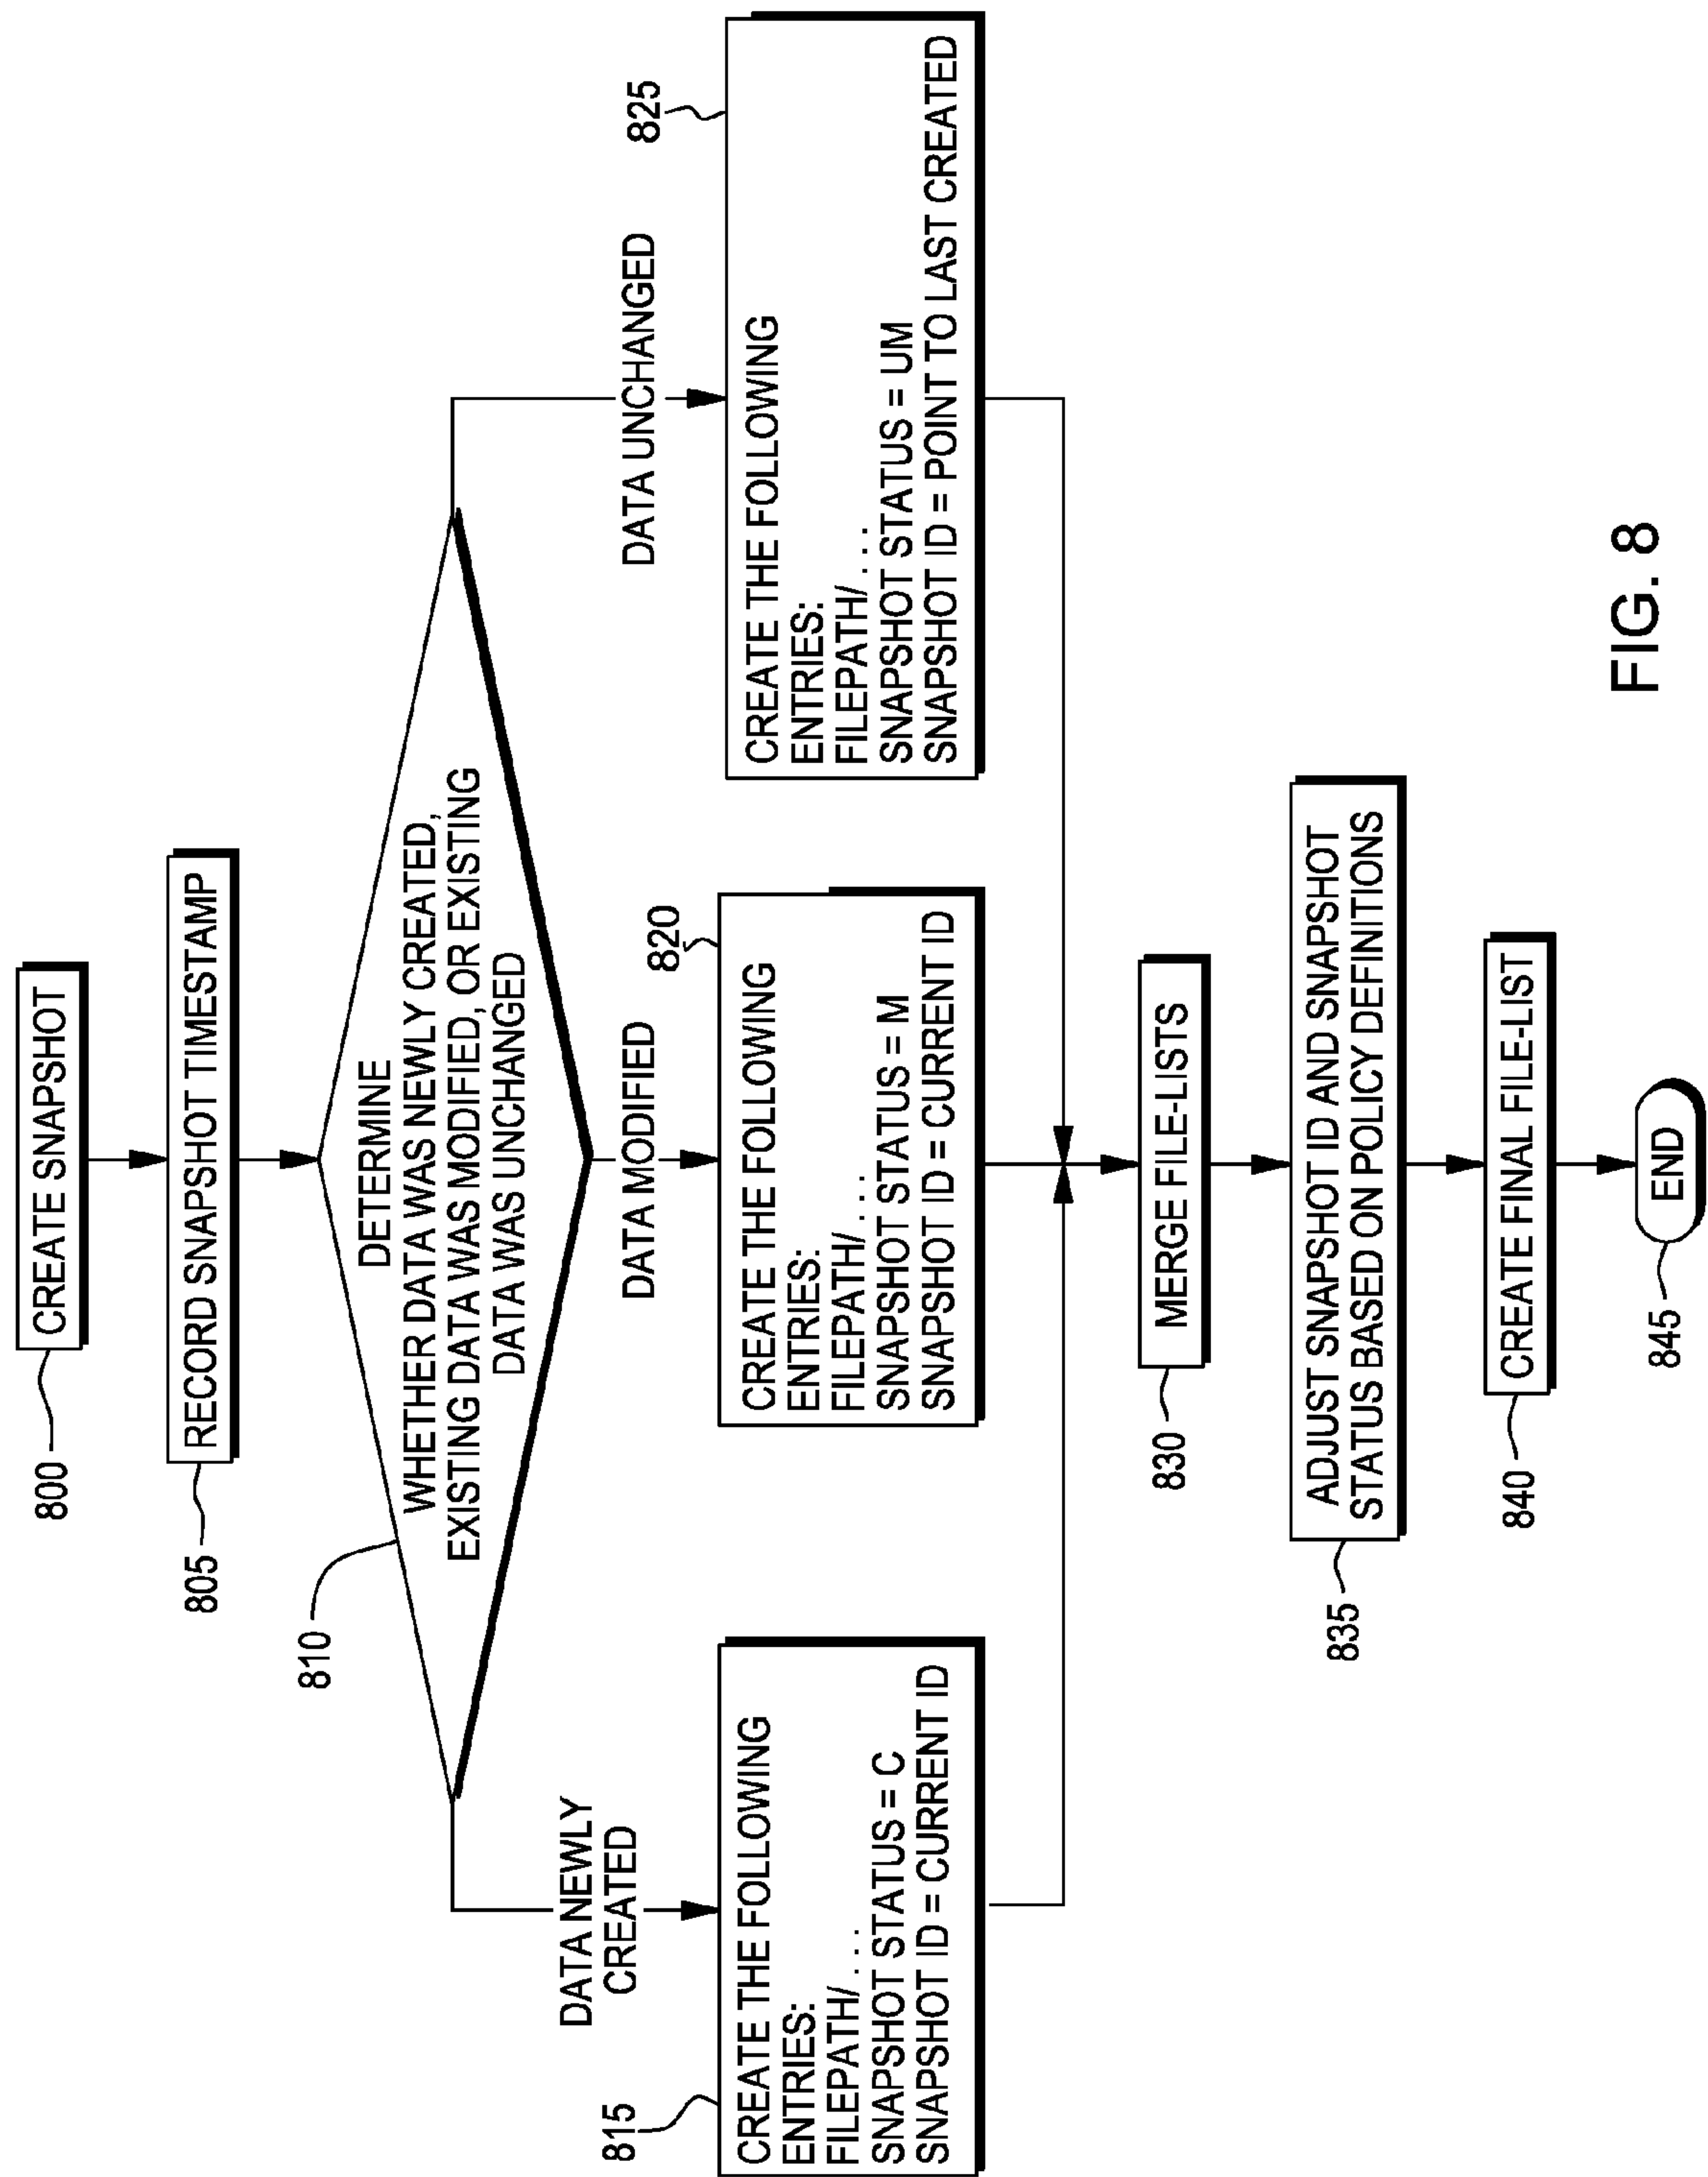 CREATE SNAPSHOT
800
RECORD SNAPSHOT TIMESTAMP
805
DETERMINE
WHETHER DATA WAS NEWLY CREATED,
EXISTING DATA WAS MODIFIED, OR EXISTING
DATA WAS UNCHANGED
810
DATA NEWLY
CREATED
DATA MODIFIED
DATA UNCHANGED
815
CREATE THE FOLLOWING
ENTRIES:
FILEPATH/ . . .
SNAPSHOT STATUS = C
SNAPSHOT ID = CURRENT ID
820
CREATE THE FOLLOWING
ENTRIES:
FILEPATH/ . . .
SNAPSHOT STATUS = M
SNAPSHOT ID = CURRENT ID
825
CREATE THE FOLLOWING
ENTRIES:
FILEPATH/ . . .
SNAPSHOT STATUS = UM
SNAPSHOT ID = POINT TO LAST CREATED
830
MERGE FILE-LISTS
835
ADJUST SNAPSHOT ID AND SNAPSHOT
STATUS BASED ON POLICY DEFINITIONS
840
CREATE FINAL FILE-LIST
845
END
FIG. 8